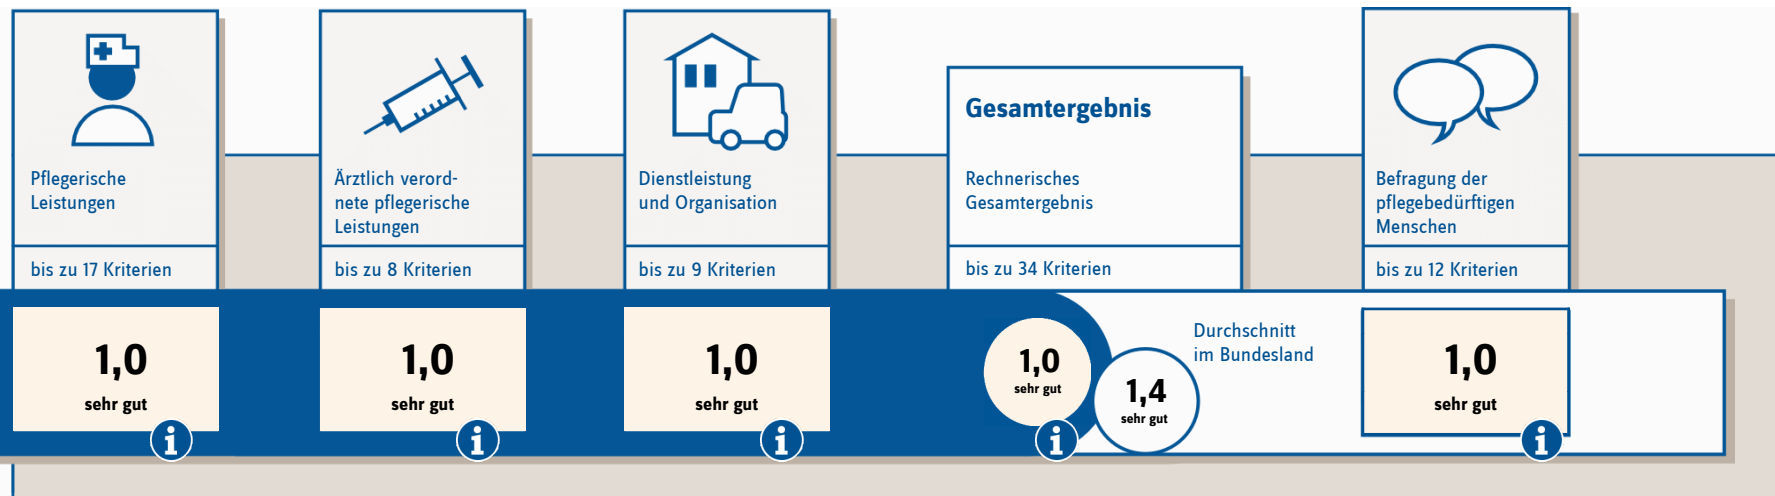 Pflegerische
Leistungen
bis zu 17 Kriterien
1,0
sehr gut
i
Ärztlich verord-
nete pflegerische
Leistungen
bis zu 8 Kriterien
1,0
sehr gut
i
Dienstleistung
und Organisation
bis zu 9 Kriterien
1,0
sehr gut
i
Gesamtergebnis
Rechnerisches
Gesamtergebnis
bis zu 34 Kriterien
1,0
sehr gut
i
1,4
sehr gut
Durchschnitt
im Bundesland
Befragung der
pflegebedürftigen
Menschen
bis zu 12 Kriterien
1,0
sehr gut
i